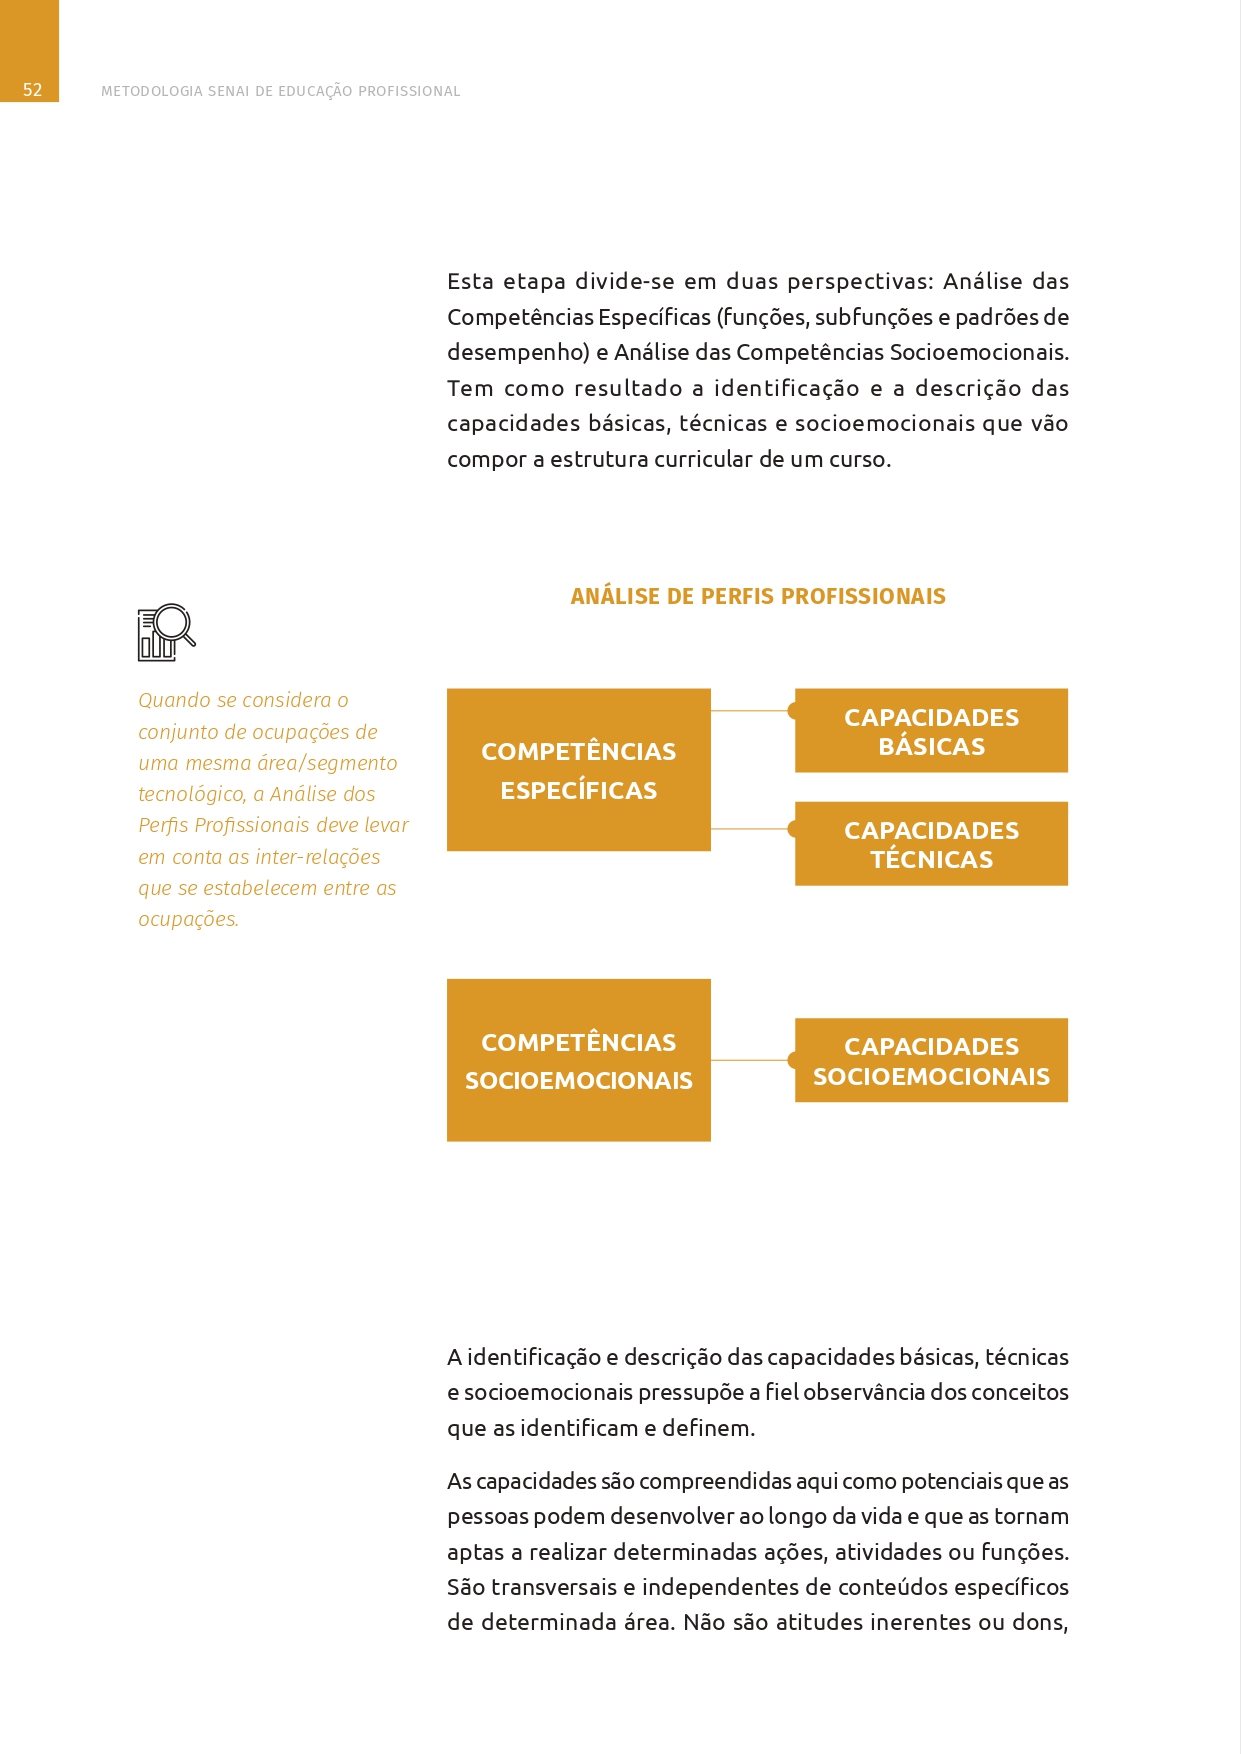 52
METODOLOGIA SENAI DE EDUCAÇÃO PROFISSIONAL
Esta etapa divide-se em duas perspectivas: Análise das
Competências Específicas (funções, subfunções e padrões de
desempenho) e Análise das Competências Socioemocionais.
Tem como resultado a identificação e a descrição das
capacidades básicas, técnicas e socioemocionais que vão
compor a estrutura curricular de um curso.
Quando se considera o
conjunto de ocupações de
uma mesma área/segmento
tecnológico, a Análise dos
Perfis Profissionais deve levar
em conta as inter-relações
que se estabelecem entre as
ocupações.
ANÁLISE DE PERFIS PROFISSIONAIS
COMPETÊNCIAS
ESPECÍFICAS
CAPACIDADES
BÁSICAS
CAPACIDADES
TÉCNICAS
COMPETÊNCIAS
SOCIOEMOCIONAIS
CAPACIDADES
SOCIOEMOCIONAIS
A identificação e descrição das capacidades básicas, técnicas
e socioemocionais pressupõe a fiel observância dos conceitos
que as identificam e definem.
As capacidades são compreendidas aqui como potenciais que as
pessoas podem desenvolver ao longo da vida e que as tornam
aptas a realizar determinadas ações, atividades ou funções.
São transversais e independentes de conteúdos específicos
de determinada área. Não são atitudes inerentes ou dons,